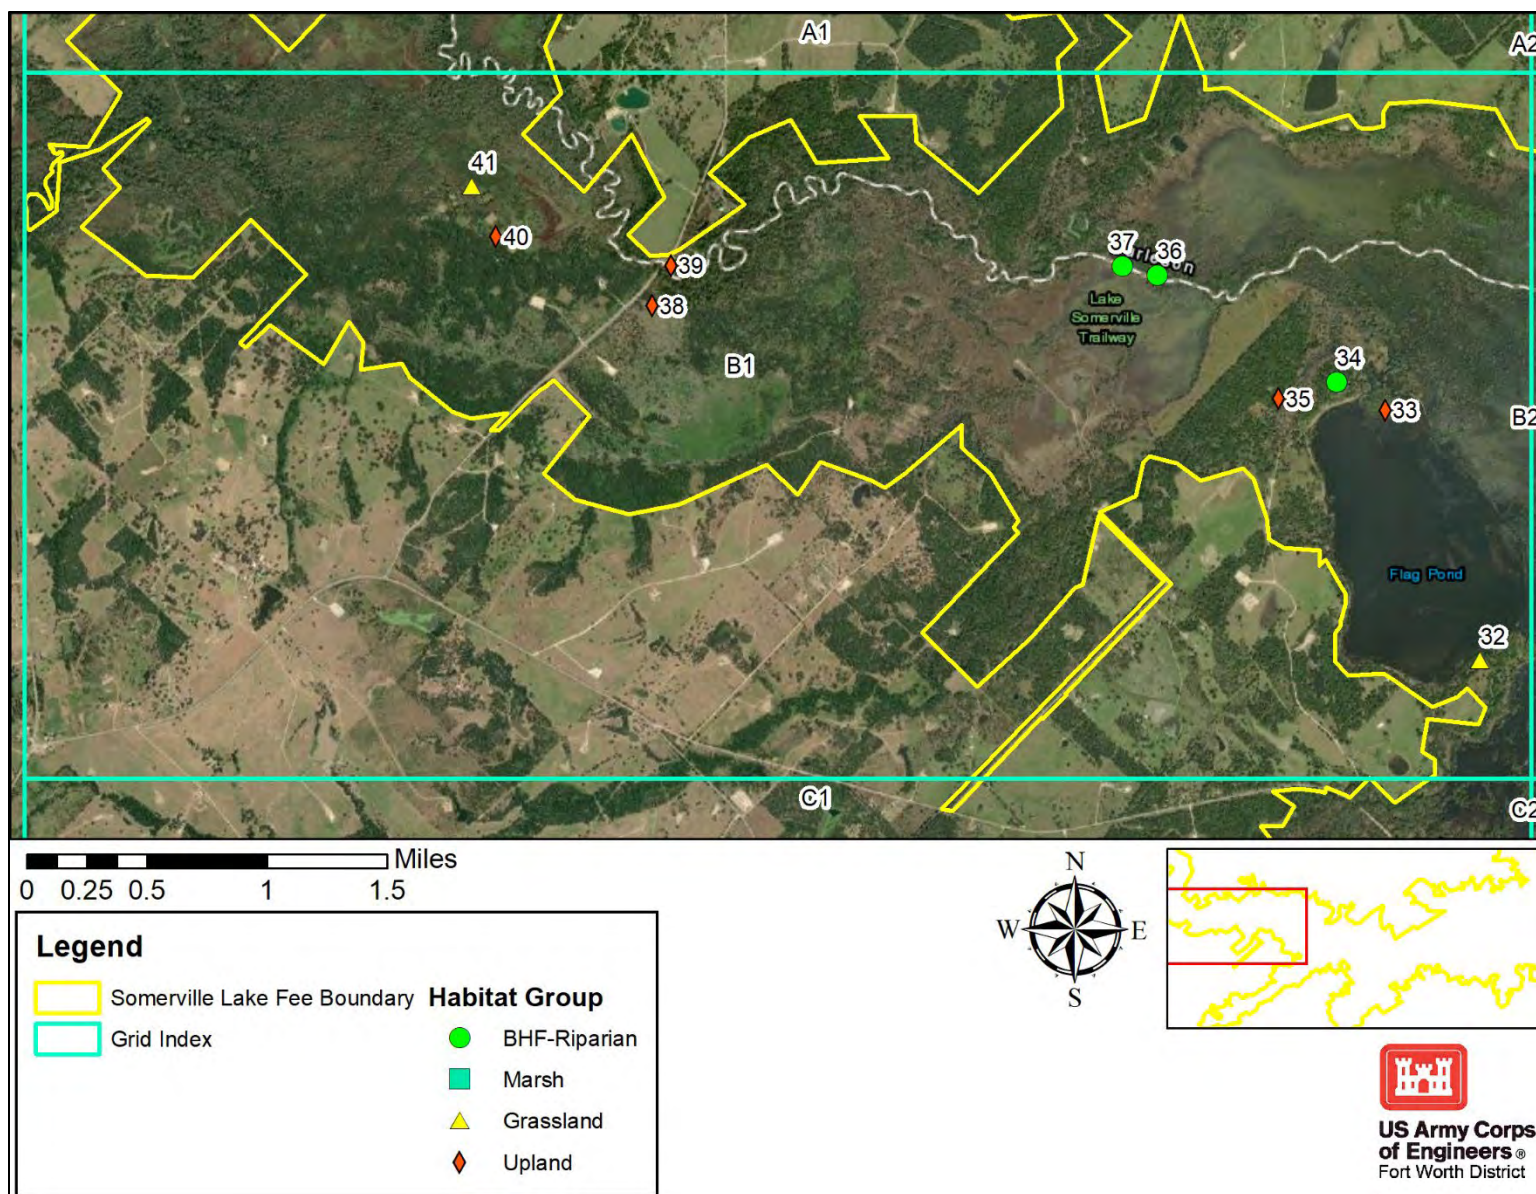 A1
A2
41
40
39
38
37
36
Lake
Somerville
Trailway
B1
34
35
33
B2
Flag Pond
32
C1
C2
Miles
0 0.25 0.5 1 1.5
N
W E
S
Legend
Somerville Lake Fee Boundary
Grid Index
Habitat Group
BHF-Riparian
Marsh
Grassland
Upland
US Army Corps
of Engineers ®
Fort Worth District